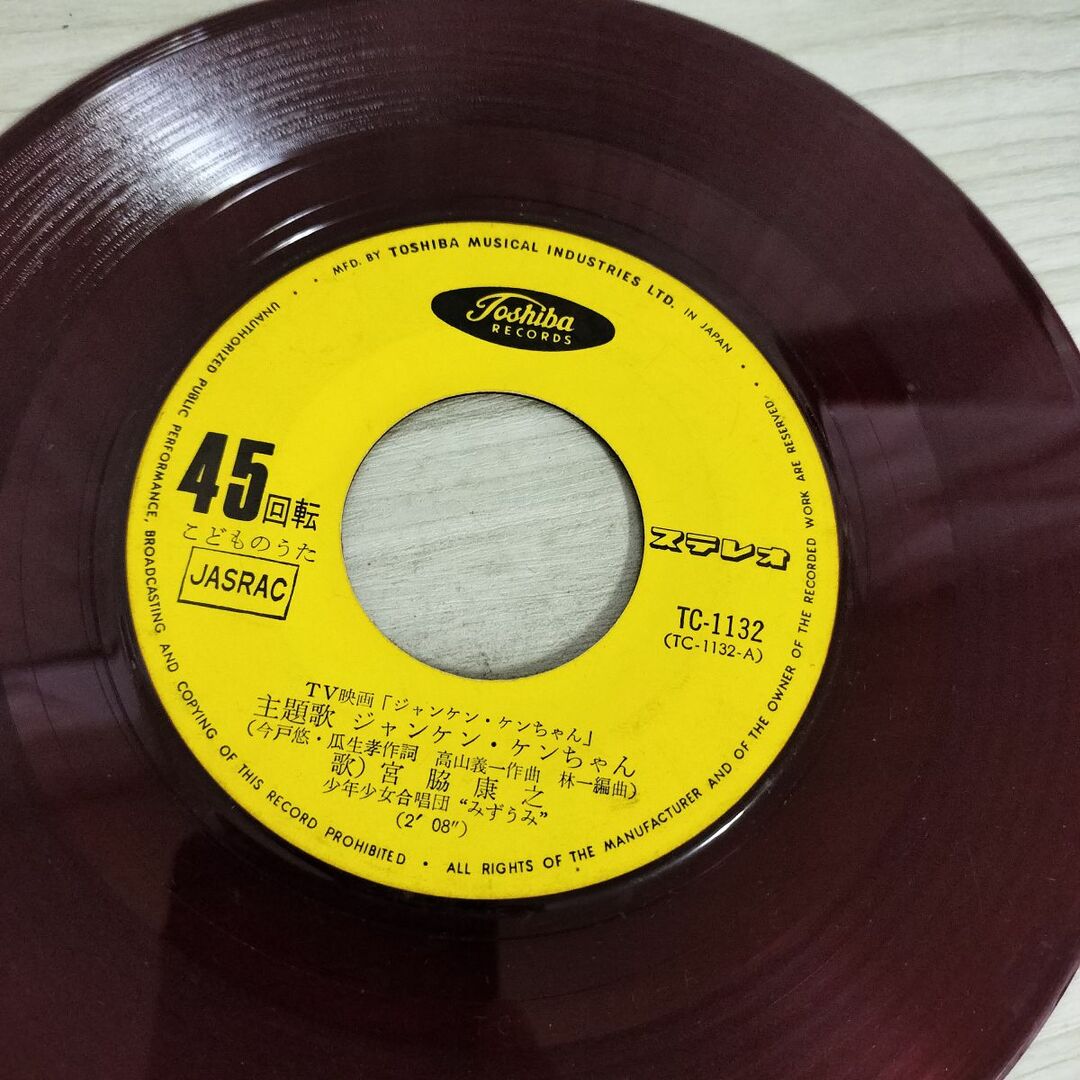 MFD. BY TOSHIBA MUSICAL INDUSTRIES LTD. IN JAPAN
Toshiba
RECORDS
45回転
こどものうた
JASRAC
ステレオ
TC-1132
(TC-1132-A)
TV映画「ジャンケン・ケンちゃん」
主題歌 ジャンケン・ケンちゃん
(今戸悠・瓜生孝作詞 高山義一作曲 林一編曲)
歌)宮脇康之
少年少女合唱団“みずうみ”
(2′ 08″)
UNAUTHORIZED PUBLIC PERFORMANCE, BROADCASTING AND COPYING OF THIS RECORD PROHIBITED • ALL RIGHTS OF THE MANUFACTURER AND OF THE OWNER OF THE RECORDED WORK ARE RESERVED.